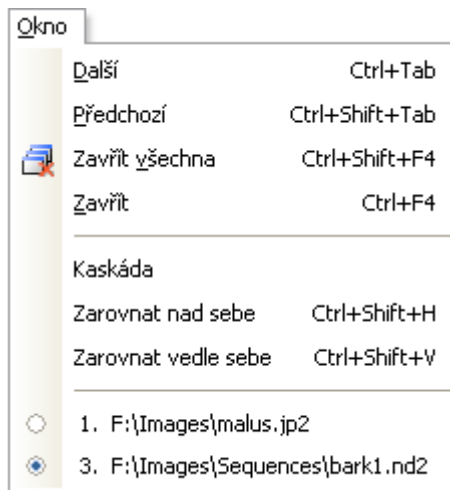 Okno
Další Ctrl+Tab
Předchozí Ctrl+Shift+Tab
Zavřít všechna Ctrl+Shift+F4
Zavřít Ctrl+F4
Kaskáda
Zarovnat nad sebe Ctrl+Shift+H
Zarovnat vedle sebe Ctrl+Shift+V
1. F:\Images\malus.jp2
3. F:\Images\Sequences\bark1.nd2